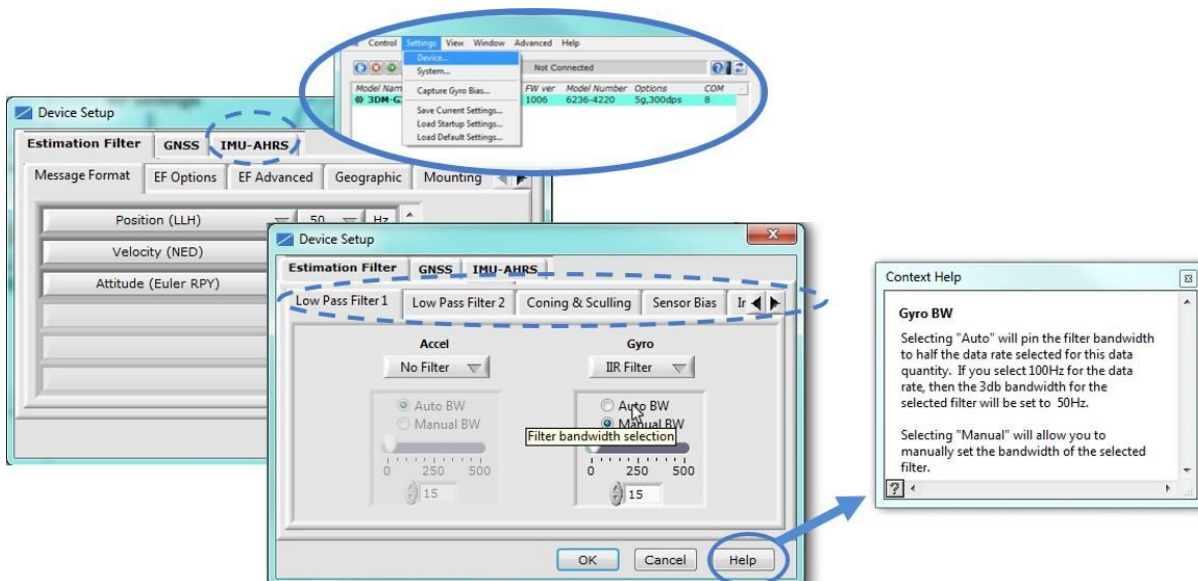 Control Settings View Window Advanced Help
Device...
System...
Capture Gyro Bias...
Save Current Settings...
Load Startup Settings...
Load Default Settings...
Not Connected
Model Nam FW ver Model Number Options COM
3DM-G 1006 6236-4220 5g,300dps 8
Device Setup
Estimation Filter GNSS IMU-AHRS
Message Format EF Options EF Advanced Geographic Mounting
Position (LLH) 50 Hz
Velocity (NED)
Attitude (Euler RPY)
Device Setup
Estimation Filter GNSS IMU-AHRS
Low Pass Filter 1 Low Pass Filter 2 Coning & Sculling Sensor Bias
Accel Gyro
No Filter IIR Filter
Auto BW Auto BW
Manual BW Manual BW
Filter bandwidth selection
0 250 500 0 250 500
15 15
OK Cancel Help
Context Help
Gyro BW
Selecting "Auto" will pin the filter bandwidth
to half the data rate selected for this data
quantity. If you select 100Hz for the data
rate, then the 3db bandwidth for the
selected filter will be set to 50Hz.
Selecting "Manual" will allow you to
manually set the bandwidth of the selected
filter.
?